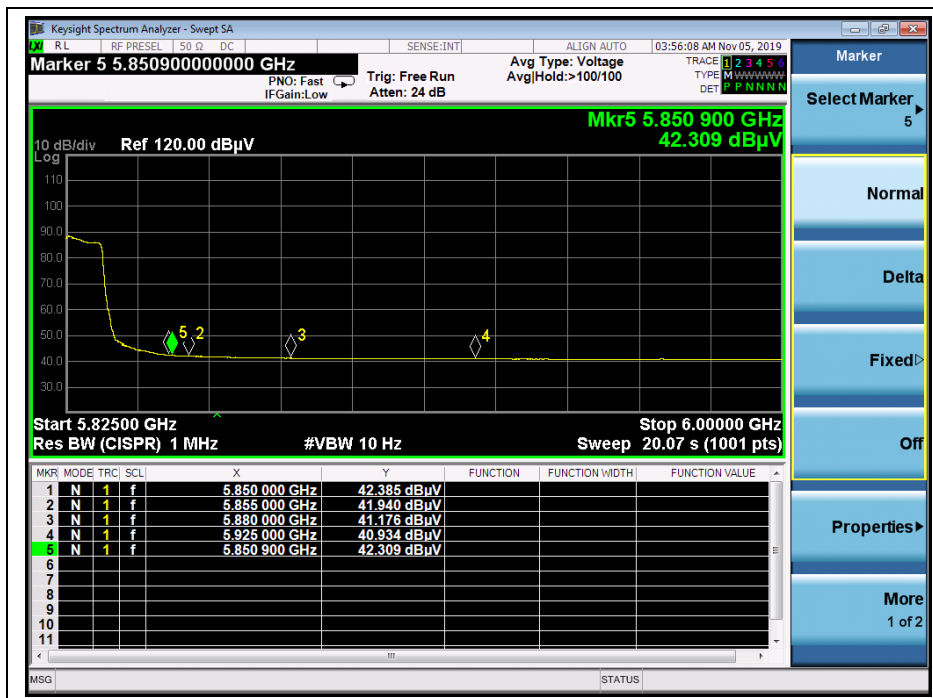 Keysight Spectrum Analyzer - Swept SA
LXI RL RF PRESEL 50 Ω DC SENSE:INT ALIGN AUTO 03:56:08 AM Nov 05, 2019
Marker 5 5.850900000000 GHz
PNO: Fast
IFGain:Low
Trig: Free Run
Atten: 24 dB
Avg Type: Voltage
Avg|Hold:>100/100
TRACE 1 2 3 4 5 6
TYPE M WWWWW
DET P P N N N N
Mkr5 5.850 900 GHz
42.309 dBµV
10 dB/div Ref 120.00 dBµV
Log
110
100
90.0
80.0
70.0
60.0
50.0
40.0
30.0
5 2 3 4
Start 5.82500 GHz Stop 6.00000 GHz
Res BW (CISPR) 1 MHz #VBW 10 Hz Sweep 20.07 s (1001 pts)
MKR MODE TRC SCL X Y FUNCTION FUNCTION WIDTH FUNCTION VALUE
1 N 1 f 5.850 000 GHz 42.385 dBµV
2 N 1 f 5.855 000 GHz 41.940 dBµV
3 N 1 f 5.880 000 GHz 41.176 dBµV
4 N 1 f 5.925 000 GHz 40.934 dBµV
5 N 1 f 5.850 900 GHz 42.309 dBµV
6
7
8
9
10
11
MSG STATUS
Marker
Select Marker
5
Normal
Delta
Fixed
Off
Properties
More
1 of 2